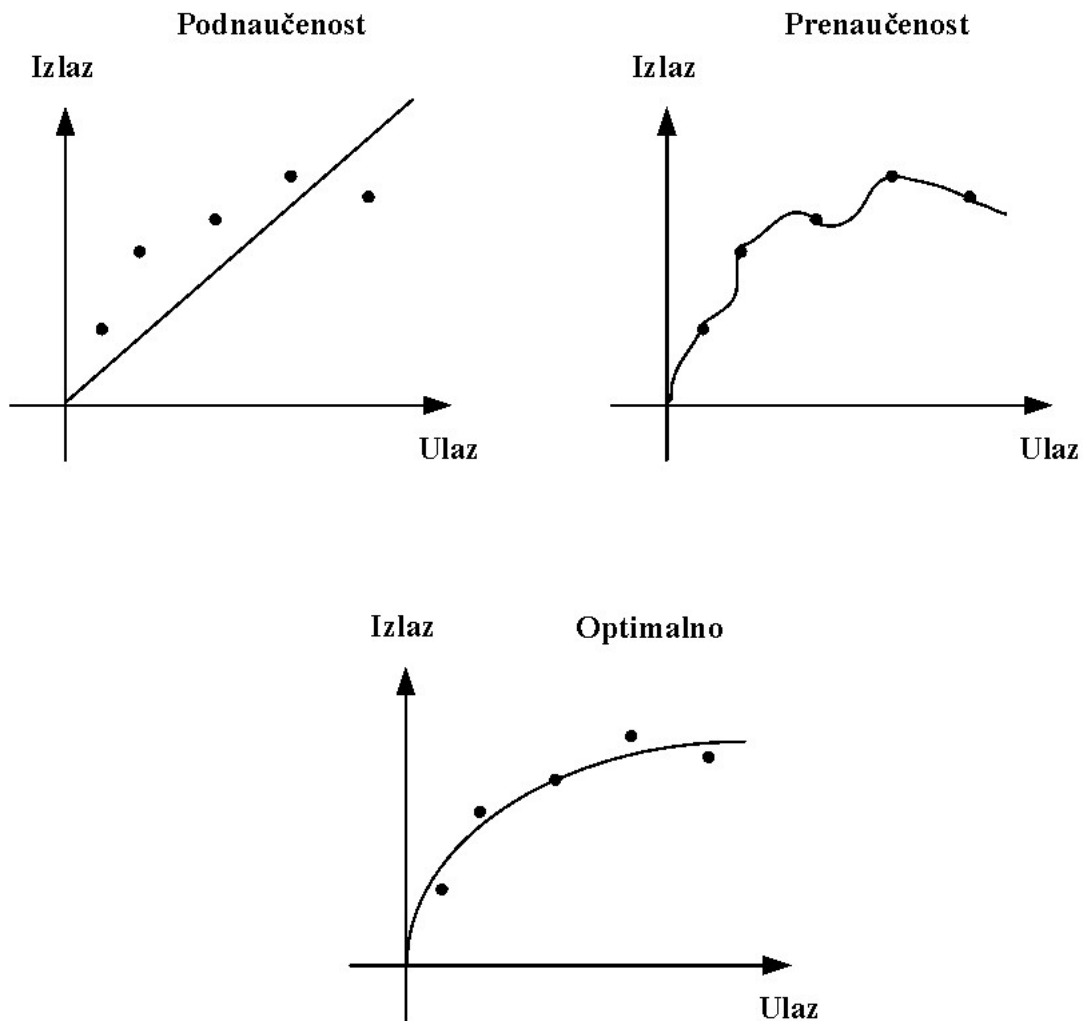 Podnaučenost
Izlaz
Ulaz
Prenaučenost
Izlaz
Ulaz
Izlaz
Optimalno
Ulaz